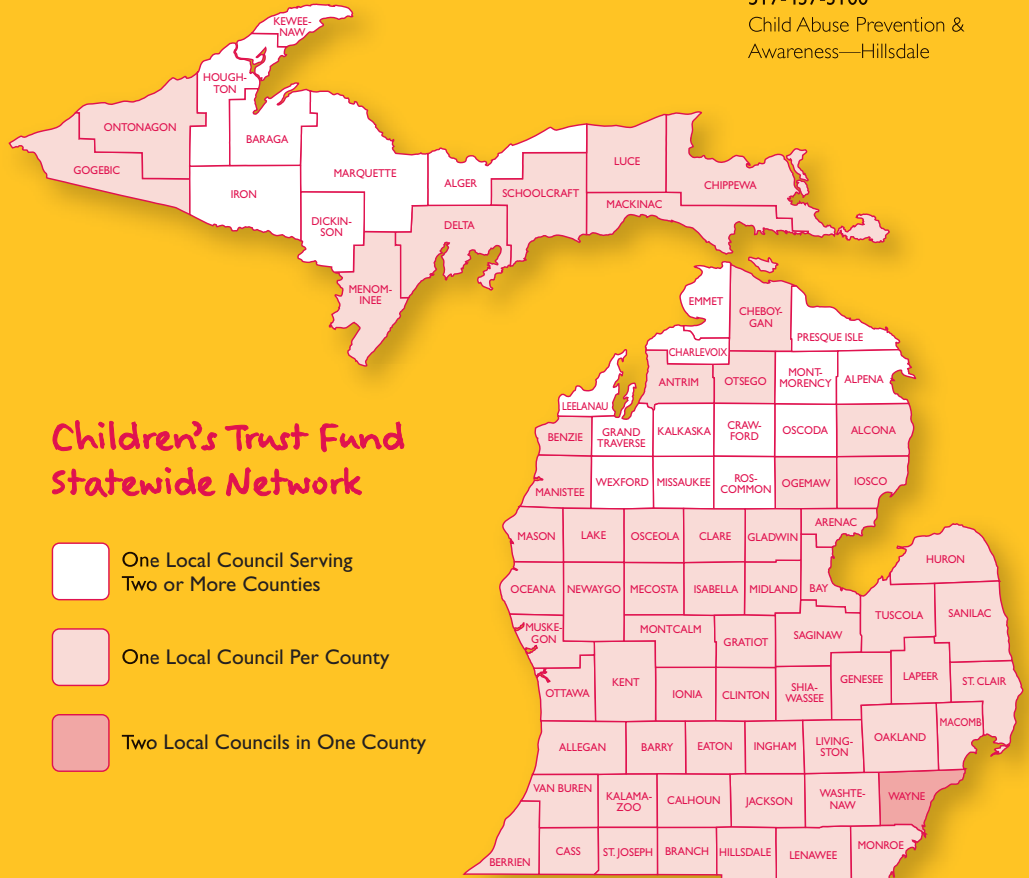 517-437-3100
Child Abuse Prevention &
Awareness—Hillsdale
KEWEE-
NAW
HOUGH-
TON
ONTONAGON
BARAGA
GOGEBIC
MARQUETTE
ALGER
LUCE
IRON
SCHOOLCRAFT
CHIPPEWA
MACKINAC
DICKIN-
SON
DELTA
MENOM-
INEE
EMMET
CHEBOY-
GAN
PRESQUE ISLE
CHARLEVOIX
ANTRIM
OTSEGO
MONT-
MORENCY
ALPENA
LEELANAU
BENZIE
GRAND
TRAVERSE
KALKASKA
CRAW-
FORD
OSCODA
ALCONA
MANISTEE
WEXFORD
MISSAUKEE
ROS-
COMMON
OGEMAW
IOSCO
Children's Trust Fund
Statewide Network
One Local Council Serving
Two or More Counties
One Local Council Per County
Two Local Councils in One County
MASON
LAKE
OSCEOLA
CLARE
GLADWIN
ARENAC
HURON
OCEANA
NEWAYGO
MECOSTA
ISABELLA
MIDLAND
BAY
TUSCOLA
SANILAC
MUSKE-
GON
MONTCALM
GRATIOT
SAGINAW
OTTAWA
KENT
IONIA
CLINTON
SHIA-
WASSEE
GENESEE
LAPEER
ST. CLAIR
ALLEGAN
BARRY
EATON
INGHAM
LIVING-
STON
OAKLAND
MACOMB
VAN BUREN
KALAMA-
ZOO
CALHOUN
JACKSON
WASHTE-
NAW
WAYNE
BERRIEN
CASS
ST. JOSEPH
BRANCH
HILLSDALE
LENAWEE
MONROE